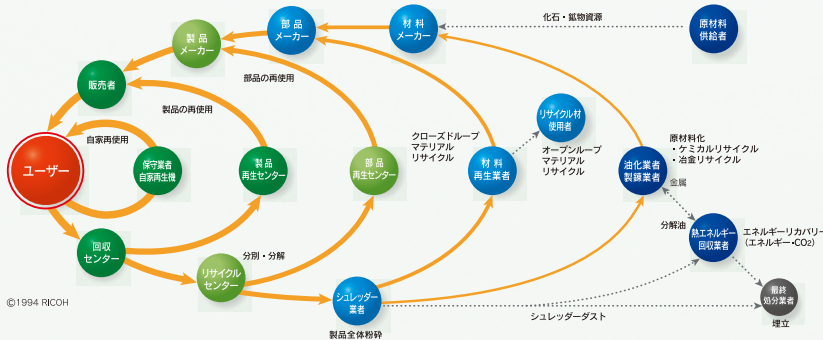 部 品
メーカー
材 料
メーカー
化石・鉱物資源
原材料
供給者
製 品
メーカー
販売者
部品の再使用
製品の再使用
自家再使用
クローズドループ
マテリアル
リサイクル
リサイクル材
使用者
オープンループ
マテリアル
リサイクル
原材料化
・ケミカルリサイクル
・冶金リサイクル
ユーザー
保守業者
自家再生機
製 品
再生センター
部 品
再生センター
材 料
再生業者
油化業者
製錬業者
金属
分解油
熱エネルギー
回収業者
エネルギーリカバリー
（エネルギー・CO2）
回収
センター
分別・分解
リサイクル
センター
シュレッダー
業者
製品全体粉砕
シュレッダーダスト
最終
処分業者
埋立
©1994 RICOH